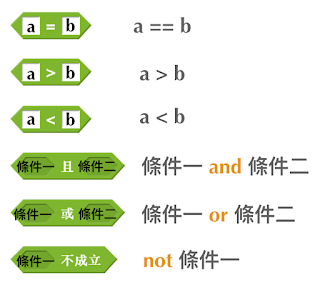 a = b a == b
a > b a > b
a < b a < b
條件一 且 條件二 條件一 and 條件二
條件一 或 條件二 條件一 or 條件二
條件一 不成立 not 條件一